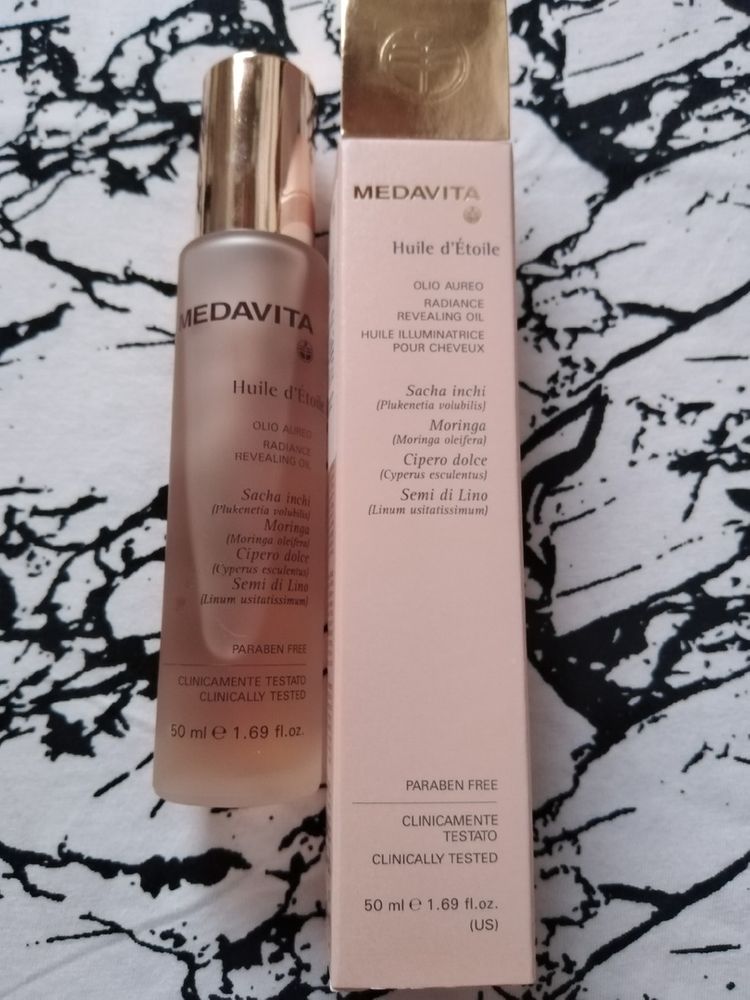 MEDAVITA
Huile d'Étoile
OLIO AUREO
RADIANCE
REVEALING OIL
Sacha inchi
(Plukenetia volubilis)
Moringa
(Moringa oleifera)
Cipero dolce
(Cyperus esculentus)
Semi di Lino
(Linum usitatissimum)
PARABEN FREE
CLINICAMENTE TESTATO
CLINICALLY TESTED
50 ml ℮ 1.69 fl.oz.
MEDAVITA
Huile d'Étoile
OLIO AUREO
RADIANCE
REVEALING OIL
HUILE ILLUMINATRICE
POUR CHEVEUX
Sacha inchi
(Plukenetia volubilis)
Moringa
(Moringa oleifera)
Cipero dolce
(Cyperus esculentus)
Semi di Lino
(Linum usitatissimum)
PARABEN FREE
CLINICAMENTE
TESTATO
CLINICALLY TESTED
50 ml ℮ 1.69 fl.oz.
(US)